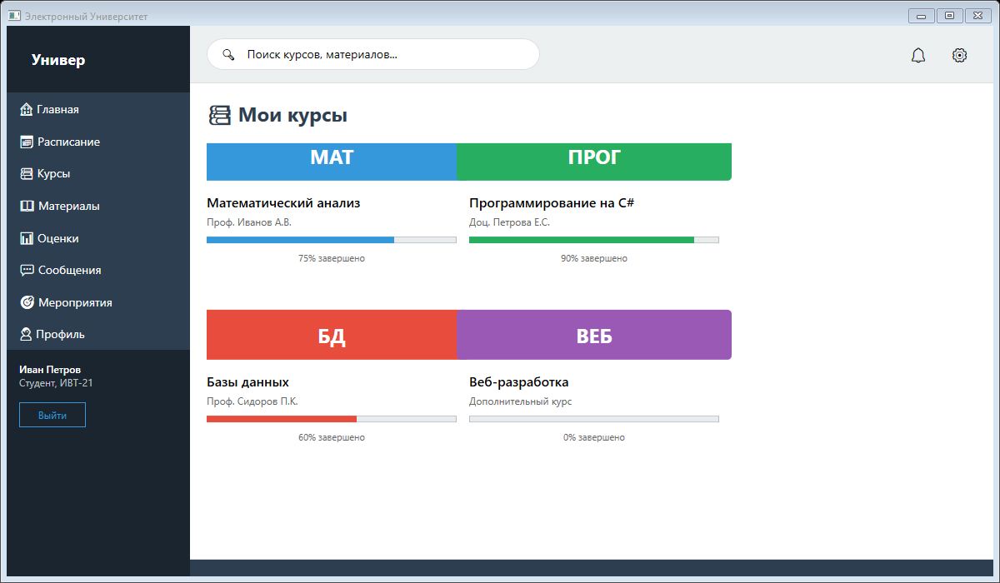 Электронный Университет
Универ
Поиск курсов, материалов...
Главная
Расписание
Курсы
Материалы
Оценки
Сообщения
Мероприятия
Профиль
Иван Петров
Студент, ИВТ-21
Выйти
Мои курсы
МАТ
Математический анализ
Проф. Иванов А.В.
75% завершено
ПРОГ
Программирование на C#
Доц. Петрова Е.С.
90% завершено
БД
Базы данных
Проф. Сидоров П.К.
60% завершено
ВЕБ
Веб-разработка
Дополнительный курс
0% завершено